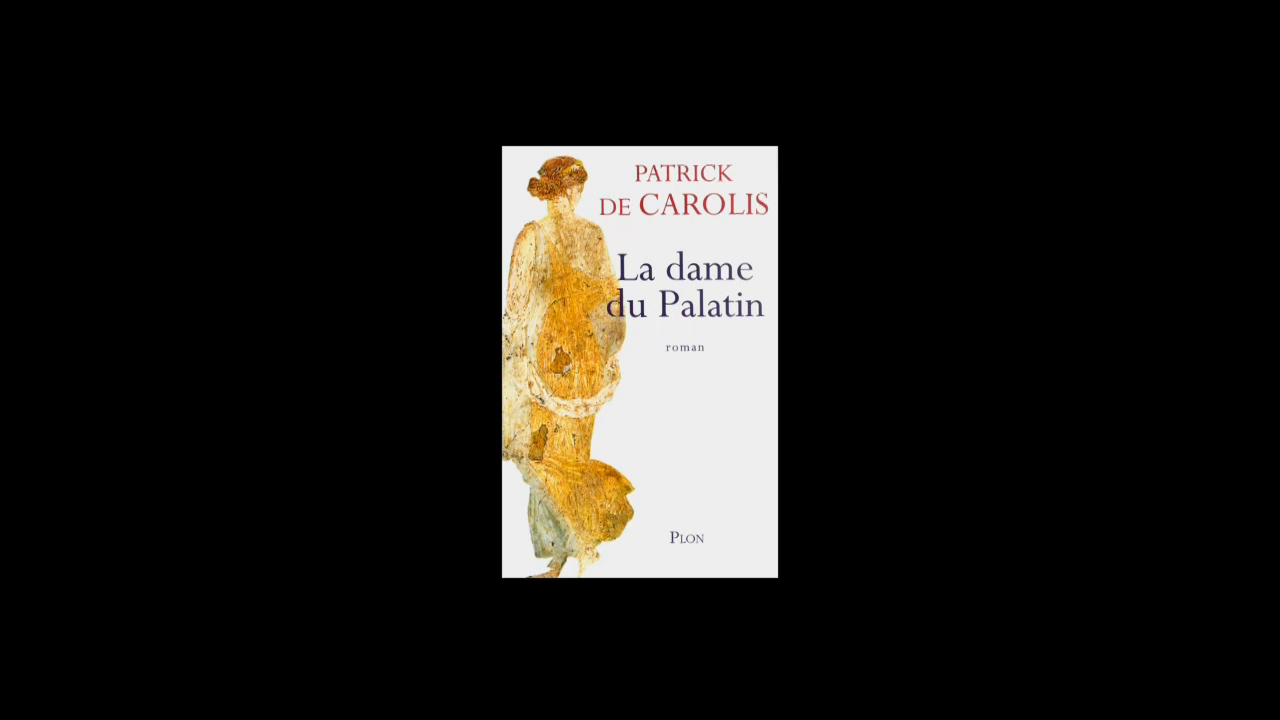 PATRICK
DE CAROLIS
La dame
du Palatin
roman
PLON